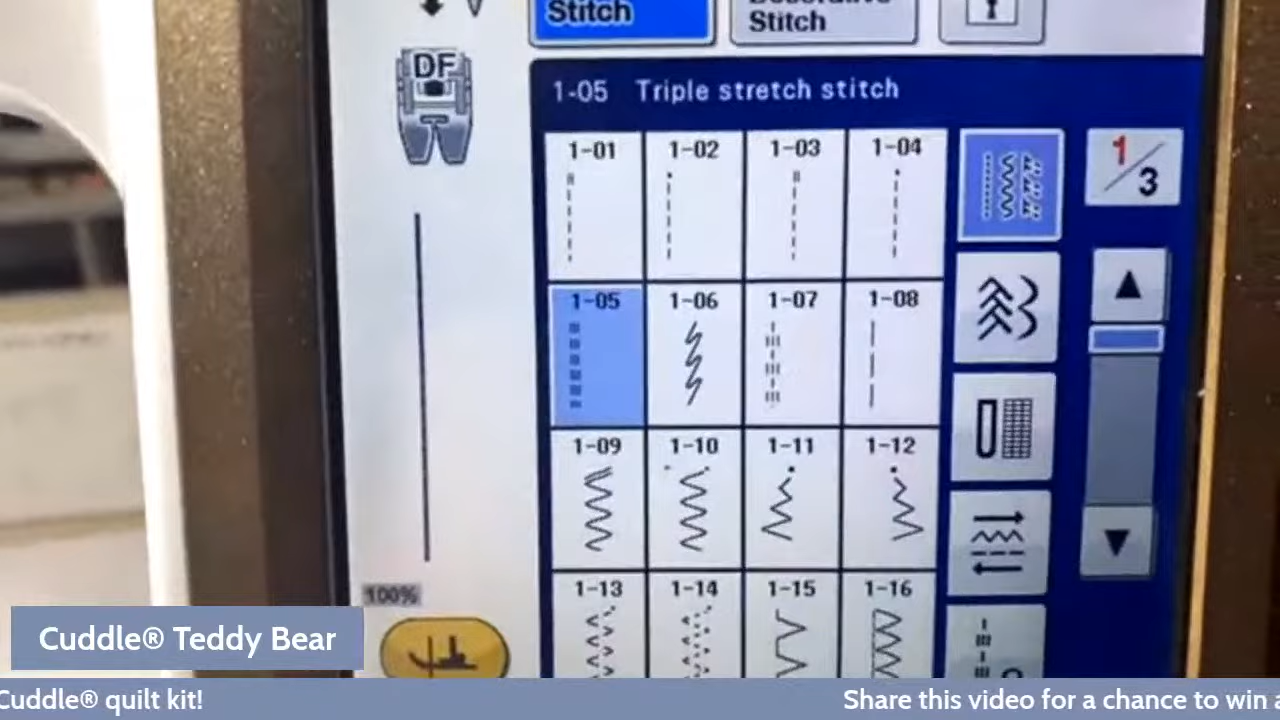 Stitch
Decorative
Stitch
DF
1-05 Triple stretch stitch
1-01 1-02 1-03 1-04
1/3
1-05 1-06 1-07 1-08
1-09 1-10 1-11 1-12
1-13 1-14 1-15 1-16
100%
Cuddle® Teddy Bear
Cuddle® quilt kit!
Share this video for a chance to win a